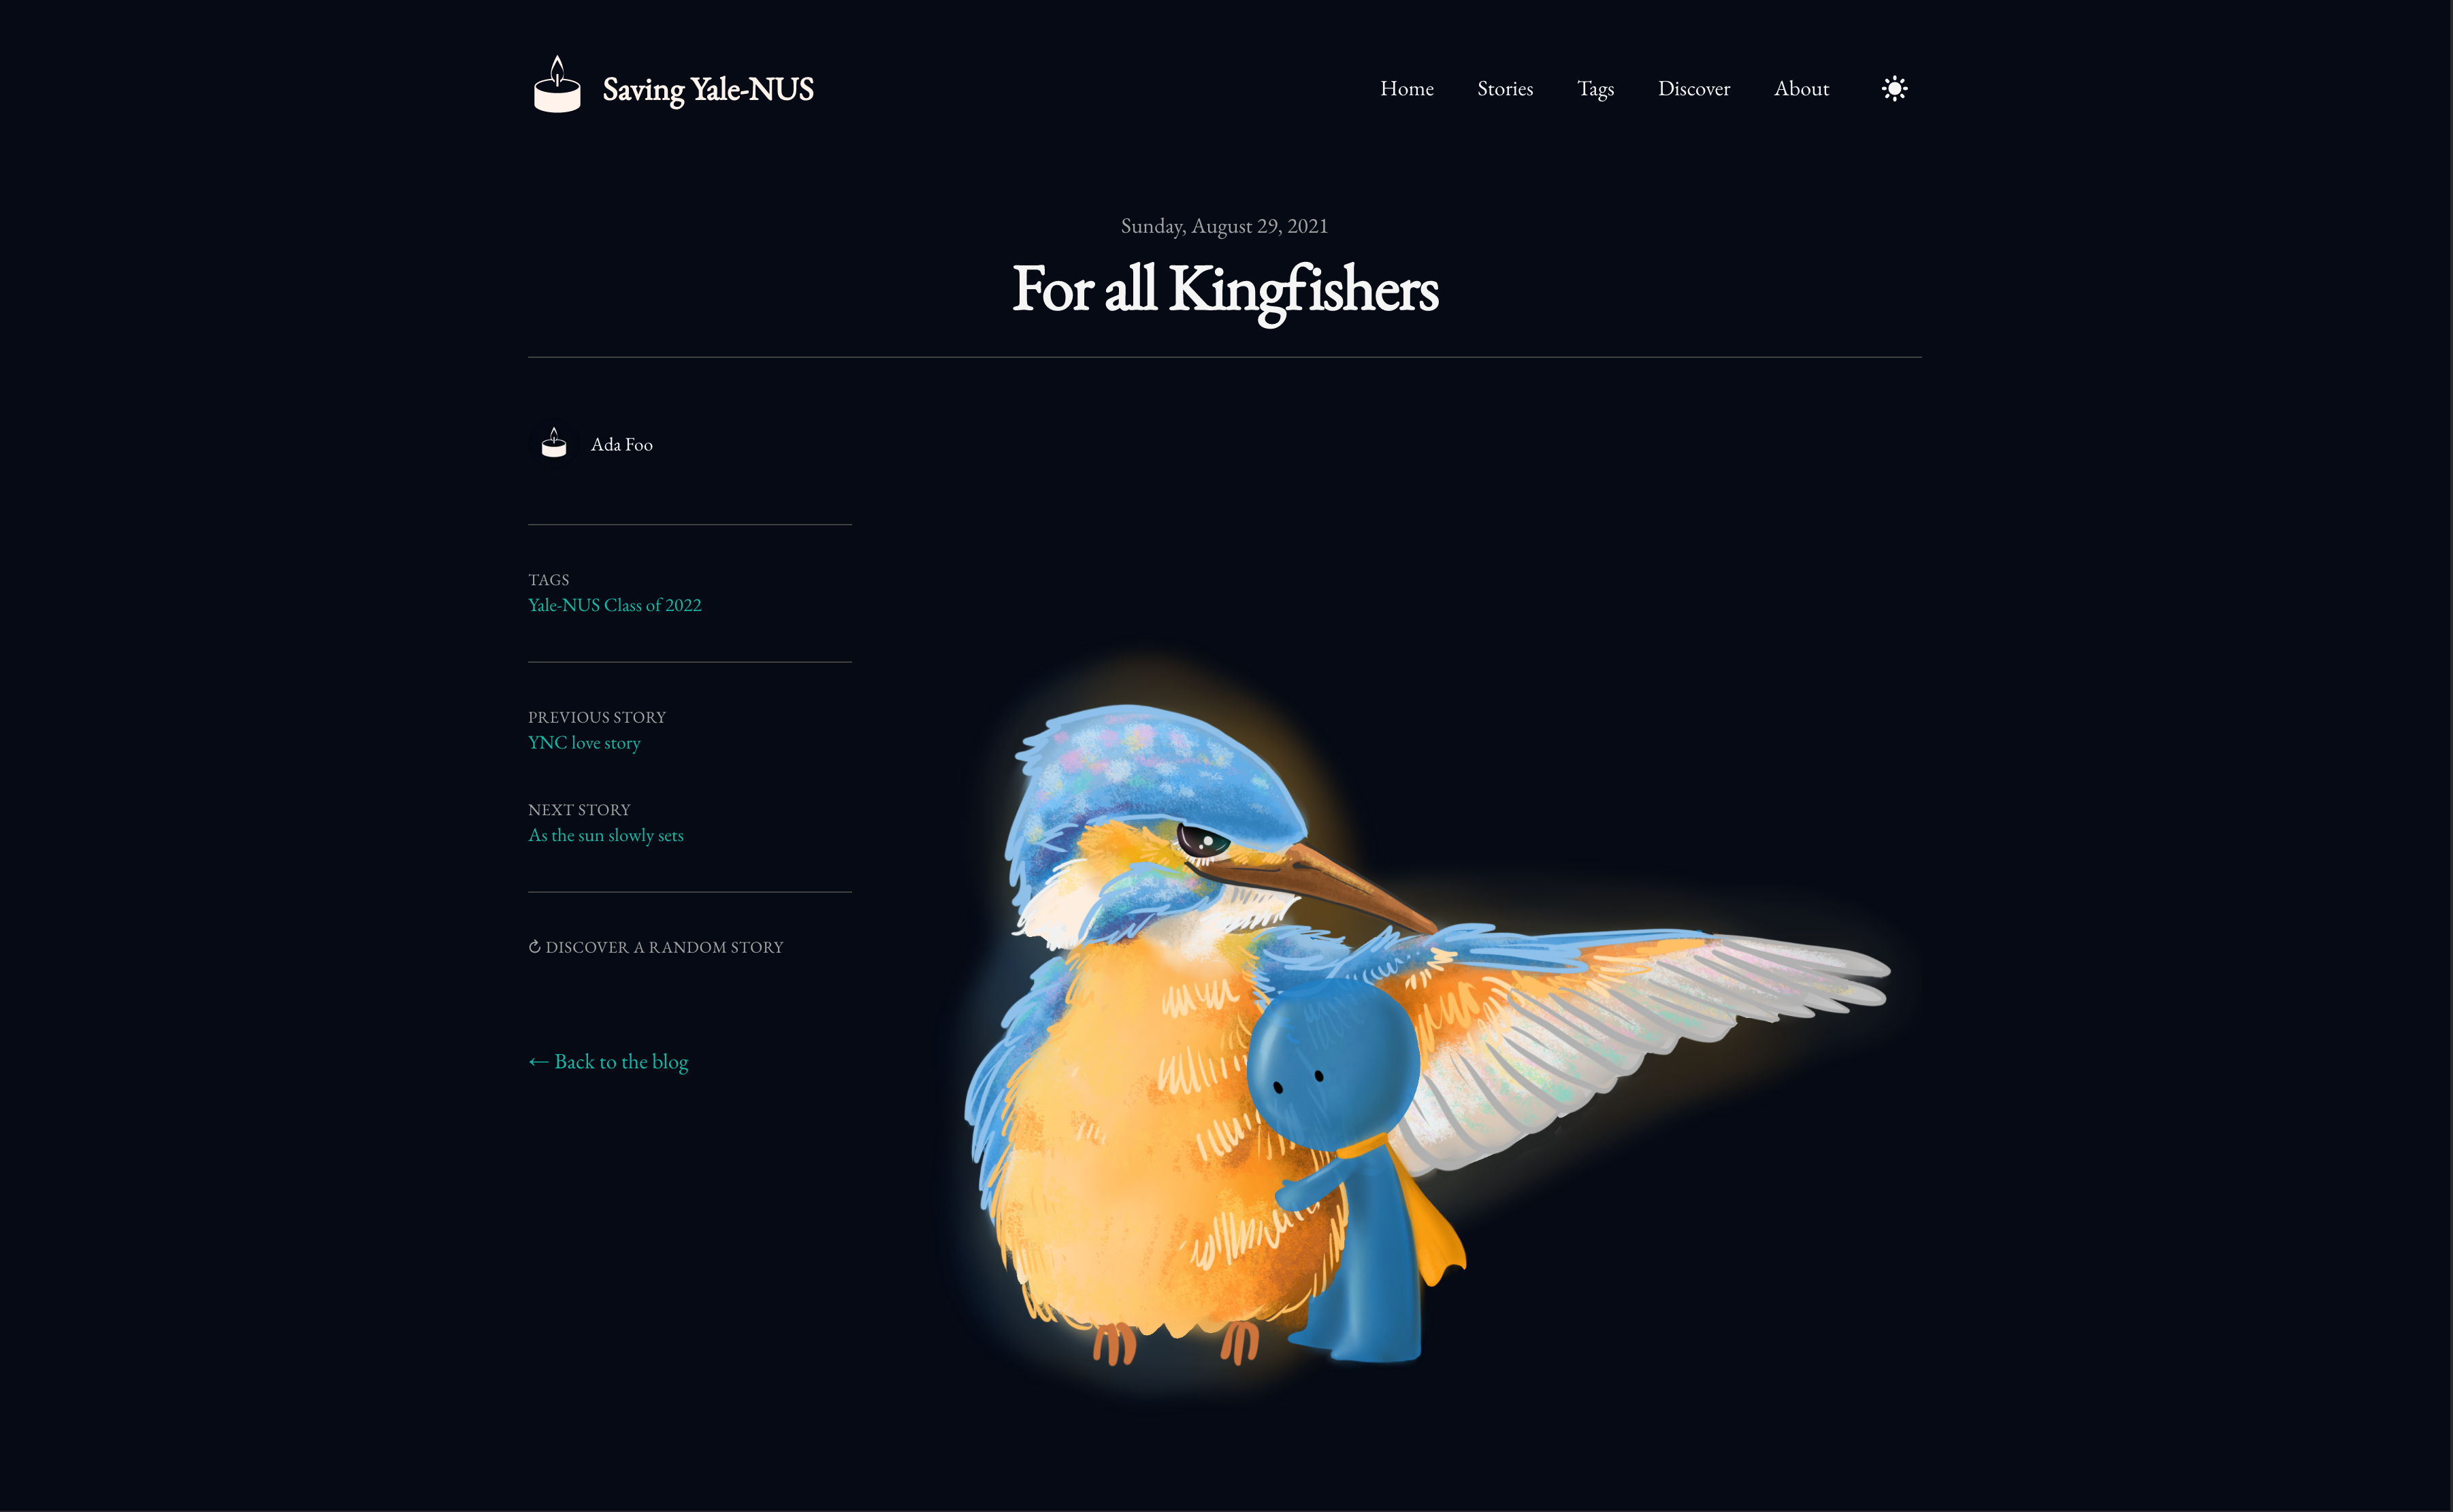 Saving Yale-NUS
Home Stories Tags Discover About
Sunday, August 29, 2021
For all Kingfishers
Ada Foo
TAGS
Yale-NUS Class of 2022
PREVIOUS STORY
YNC love story
NEXT STORY
As the sun slowly sets
↻ DISCOVER A RANDOM STORY
← Back to the blog